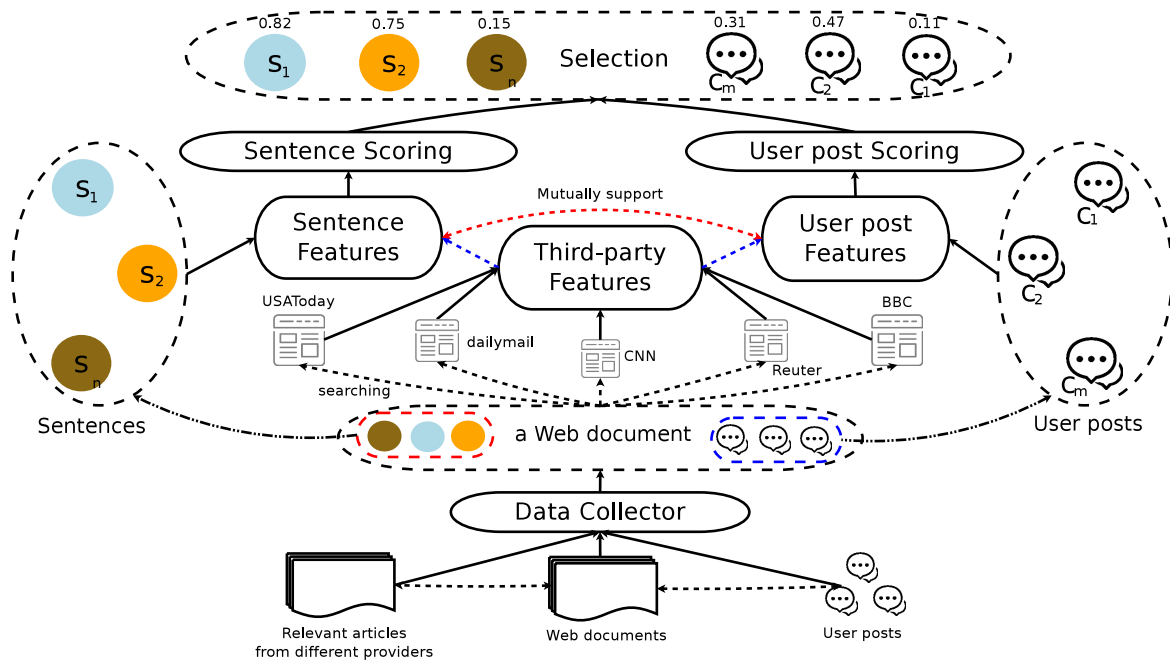 0.82 0.75 0.15 0.31 0.47 0.11
S1 S2 Sn Selection Cm C2 C1
Sentence Scoring User post Scoring
Mutually support
S1 Sentence Features Third-party Features User post Features C1
S2 C2
USAToday BBC
dailymail CNN Reuter
searching
Sn Cm
Sentences User posts
a Web document
Data Collector
Relevant articles
from different providers
Web documents
User posts